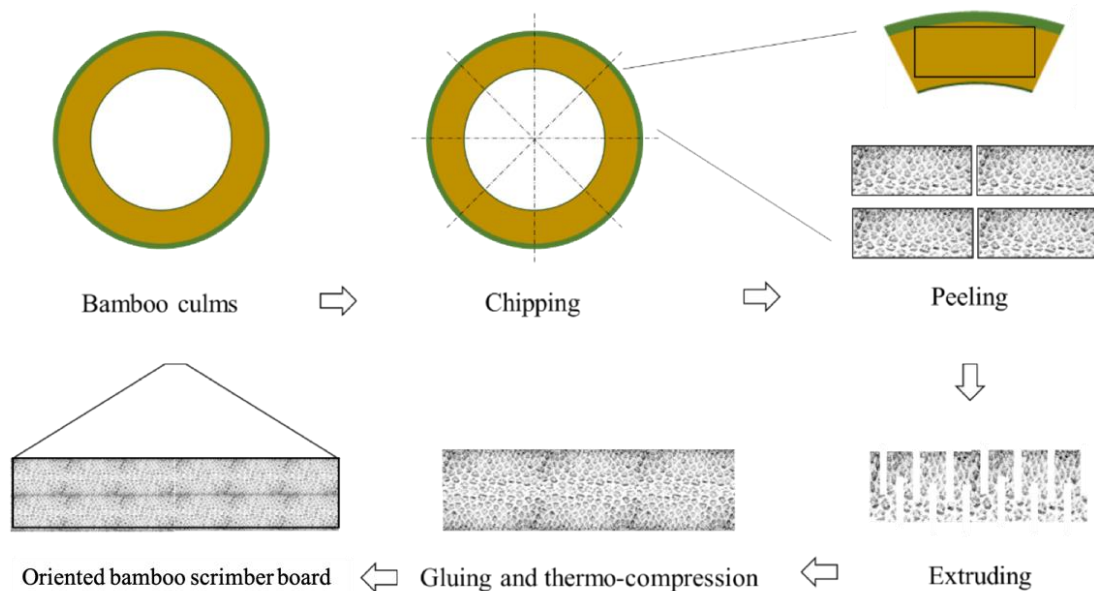 Bamboo culms
Chipping
Peeling
Oriented bamboo scrimber board
Gluing and thermo-compression
Extruding